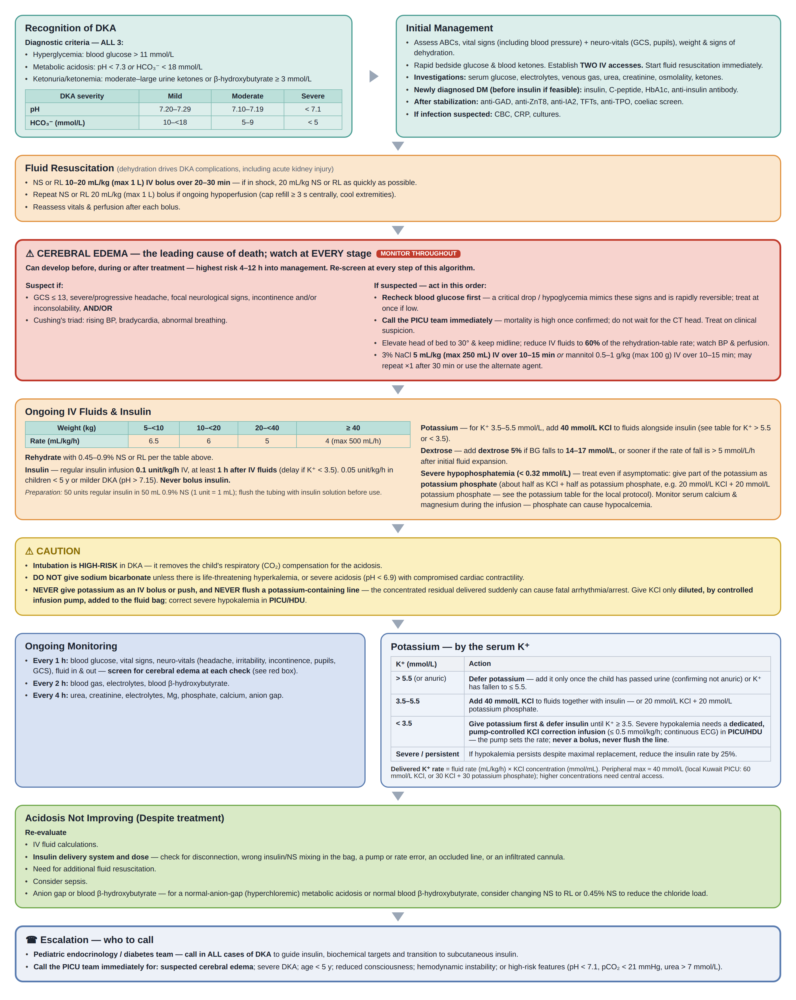 Recognition of DKA
Diagnostic criteria — ALL 3:
• Hyperglycemia: blood glucose > 11 mmol/L
• Metabolic acidosis: pH < 7.3 or HCO₃⁻ < 18 mmol/L
• Ketonuria/ketonemia: moderate–large urine ketones or β-hydroxybutyrate ≥ 3 mmol/L
DKA severity Mild Moderate Severe
pH 7.20–7.29 7.10–7.19 < 7.1
HCO₃⁻ (mmol/L) 10–<18 5–9 < 5
Initial Management
• Assess ABCs, vital signs (including blood pressure) + neuro-vitals (GCS, pupils), weight & signs of
dehydration.
• Rapid bedside glucose & blood ketones. Establish TWO IV accesses. Start fluid resuscitation immediately.
• Investigations: serum glucose, electrolytes, venous gas, urea, creatinine, osmolality, ketones.
• Newly diagnosed DM (before insulin if feasible): insulin, C-peptide, HbA1c, anti-insulin antibody.
• After stabilization: anti-GAD, anti-ZnT8, anti-IA2, TFTs, anti-TPO, coeliac screen.
• If infection suspected: CBC, CRP, cultures.
Fluid Resuscitation (dehydration drives DKA complications, including acute kidney injury)
• NS or RL 10–20 mL/kg (max 1 L) IV bolus over 20–30 min — if in shock, 20 mL/kg NS or RL as quickly as possible.
• Repeat NS or RL 20 mL/kg (max 1 L) bolus if ongoing hypoperfusion (cap refill ≥ 3 s centrally, cool extremities).
• Reassess vitals & perfusion after each bolus.
⚠ CEREBRAL EDEMA — the leading cause of death; watch at EVERY stage MONITOR THROUGHOUT
Can develop before, during or after treatment — highest risk 4–12 h into management. Re-screen at every step of this algorithm.
Suspect if:
• GCS ≤ 13, severe/progressive headache, focal neurological signs, incontinence and/or
inconsolability, AND/OR
• Cushing's triad: rising BP, bradycardia, abnormal breathing.
If suspected — act in this order:
• Recheck blood glucose first — a critical drop / hypoglycemia mimics these signs and is rapidly reversible; treat at
once if low.
• Call the PICU team immediately — mortality is high once confirmed; do not wait for the CT head. Treat on clinical
suspicion.
• Elevate head of bed to 30° & keep midline; reduce IV fluids to 60% of the rehydration-table rate; watch BP & perfusion.
• 3% NaCl 5 mL/kg (max 250 mL) IV over 10–15 min or mannitol 0.5–1 g/kg (max 100 g) IV over 10–15 min; may
repeat ×1 after 30 min or use the alternate agent.
Ongoing IV Fluids & Insulin
Weight (kg) 5–<10 10–<20 20–<40 ≥ 40
Rate (mL/kg/h) 6.5 6 5 4 (max 500 mL/h)
Rehydrate with 0.45–0.9% NS or RL per the table above.
Insulin — regular insulin infusion 0.1 unit/kg/h IV, at least 1 h after IV fluids (delay if K⁺ < 3.5). 0.05 unit/kg/h in
children < 5 y or milder DKA (pH > 7.15). Never bolus insulin.
Preparation: 50 units regular insulin in 50 mL 0.9% NS (1 unit = 1 mL); flush the tubing with insulin solution before use.
Potassium — for K⁺ 3.5–5.5 mmol/L, add 40 mmol/L KCl to fluids alongside insulin (see table for K⁺ > 5.5
or < 3.5).
Dextrose — add dextrose 5% if BG falls to 14–17 mmol/L, or sooner if the rate of fall is > 5 mmol/L/h
after initial fluid expansion.
Severe hypophosphatemia (< 0.32 mmol/L) — treat even if asymptomatic: give part of the potassium as
potassium phosphate (about half as KCl + half as potassium phosphate, e.g. 20 mmol/L KCl + 20 mmol/L
potassium phosphate — see the potassium table for the local protocol). Monitor serum calcium &
magnesium during the infusion — phosphate can cause hypocalcemia.
⚠ CAUTION
• Intubation is HIGH-RISK in DKA — it removes the child's respiratory (CO₂) compensation for the acidosis.
• DO NOT give sodium bicarbonate unless there is life-threatening hyperkalemia, or severe acidosis (pH < 6.9) with compromised cardiac contractility.
• NEVER give potassium as an IV bolus or push, and NEVER flush a potassium-containing line — the concentrated residual delivered suddenly can cause fatal arrhythmia/arrest. Give KCl only diluted, by controlled
infusion pump, added to the fluid bag; correct severe hypokalemia in PICU/HDU.
Ongoing Monitoring
• Every 1 h: blood glucose, vital signs, neuro-vitals (headache, irritability, incontinence, pupils,
GCS), fluid in & out — screen for cerebral edema at each check (see red box).
• Every 2 h: blood gas, electrolytes, blood β-hydroxybutyrate.
• Every 4 h: urea, creatinine, electrolytes, Mg, phosphate, calcium, anion gap.
Potassium — by the serum K⁺
K⁺ (mmol/L) Action
> 5.5 (or anuric) Defer potassium — add it only once the child has passed urine (confirming not anuric) or K⁺
has fallen to ≤ 5.5.
3.5–5.5 Add 40 mmol/L KCl to fluids together with insulin — or 20 mmol/L KCl + 20 mmol/L
potassium phosphate.
< 3.5 Give potassium first & defer insulin until K⁺ ≥ 3.5. Severe hypokalemia needs a dedicated,
pump-controlled KCl correction infusion (≤ 0.5 mmol/kg/h; continuous ECG) in PICU/HDU
— the pump sets the rate; never a bolus, never flush the line.
Severe / persistent If hypokalemia persists despite maximal replacement, reduce the insulin rate by 25%.
Delivered K⁺ rate = fluid rate (mL/kg/h) × KCl concentration (mmol/mL). Peripheral max ≈ 40 mmol/L (local Kuwait PICU: 60
mmol/L KCl, or 30 KCl + 30 potassium phosphate); higher concentrations need central access.
Acidosis Not Improving (Despite treatment)
Re-evaluate
• IV fluid calculations.
• Insulin delivery system and dose — check for disconnection, wrong insulin/NS mixing in the bag, a pump or rate error, an occluded line, or an infiltrated cannula.
• Need for additional fluid resuscitation.
• Consider sepsis.
• Anion gap or blood β-hydroxybutyrate — for a normal-anion-gap (hyperchloremic) metabolic acidosis or normal blood β-hydroxybutyrate, consider changing NS to RL or 0.45% NS to reduce the chloride load.
☎ Escalation — who to call
• Pediatric endocrinology / diabetes team — call in ALL cases of DKA to guide insulin, biochemical targets and transition to subcutaneous insulin.
• Call the PICU team immediately for: suspected cerebral edema; severe DKA; age < 5 y; reduced consciousness; hemodynamic instability; or high-risk features (pH < 7.1, pCO₂ < 21 mmHg, urea > 7 mmol/L).